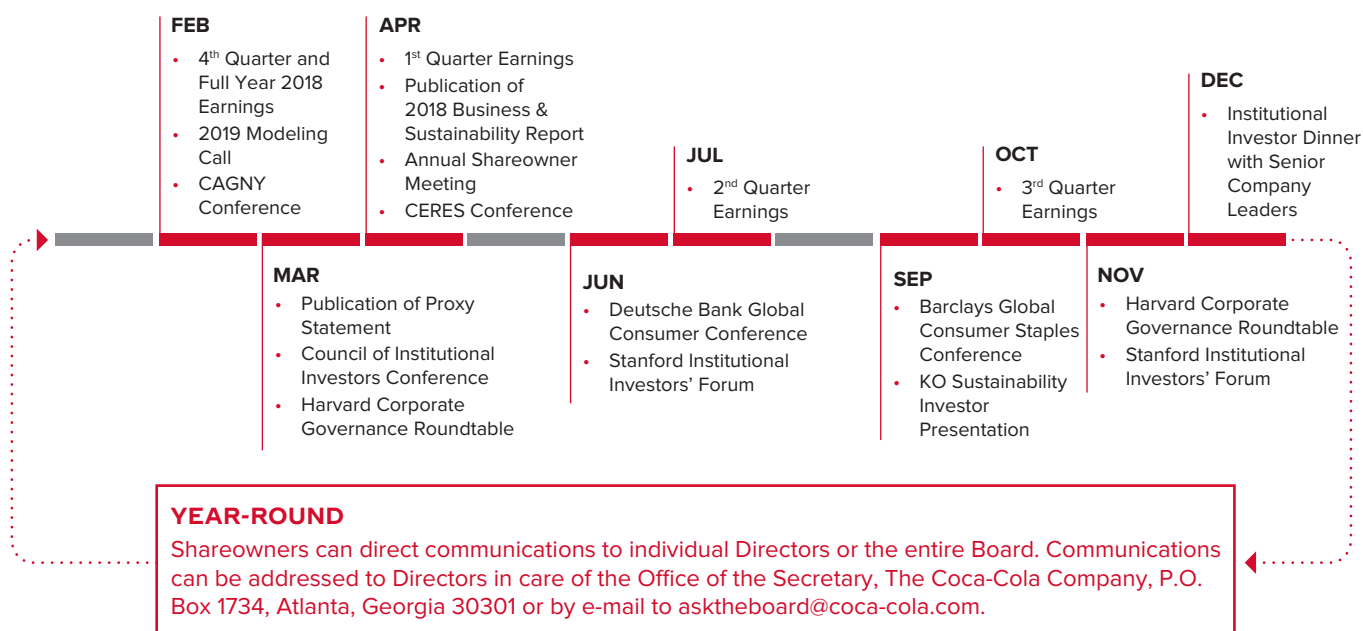 FEB
• 4th Quarter and
Full Year 2018
Earnings
• 2019 Modeling
Call
• CAGNY
Conference
APR
• 1st Quarter Earnings
• Publication of
2018 Business &
Sustainability Report
• Annual Shareowner
Meeting
• CERES Conference
JUL
• 2nd Quarter
Earnings
OCT
• 3rd Quarter
Earnings
DEC
• Institutional
Investor Dinner
with Senior
Company
Leaders
MAR
• Publication of Proxy
Statement
• Council of Institutional
Investors Conference
• Harvard Corporate
Governance Roundtable
JUN
• Deutsche Bank Global
Consumer Conference
• Stanford Institutional
Investors’ Forum
SEP
• Barclays Global
Consumer Staples
Conference
• KO Sustainability
Investor
Presentation
NOV
• Harvard Corporate
Governance Roundtable
• Stanford Institutional
Investors’ Forum
YEAR-ROUND
Shareowners can direct communications to individual Directors or the entire Board. Communications
can be addressed to Directors in care of the Office of the Secretary, The Coca-Cola Company, P.O.
Box 1734, Atlanta, Georgia 30301 or by e-mail to asktheboard@coca-cola.com.